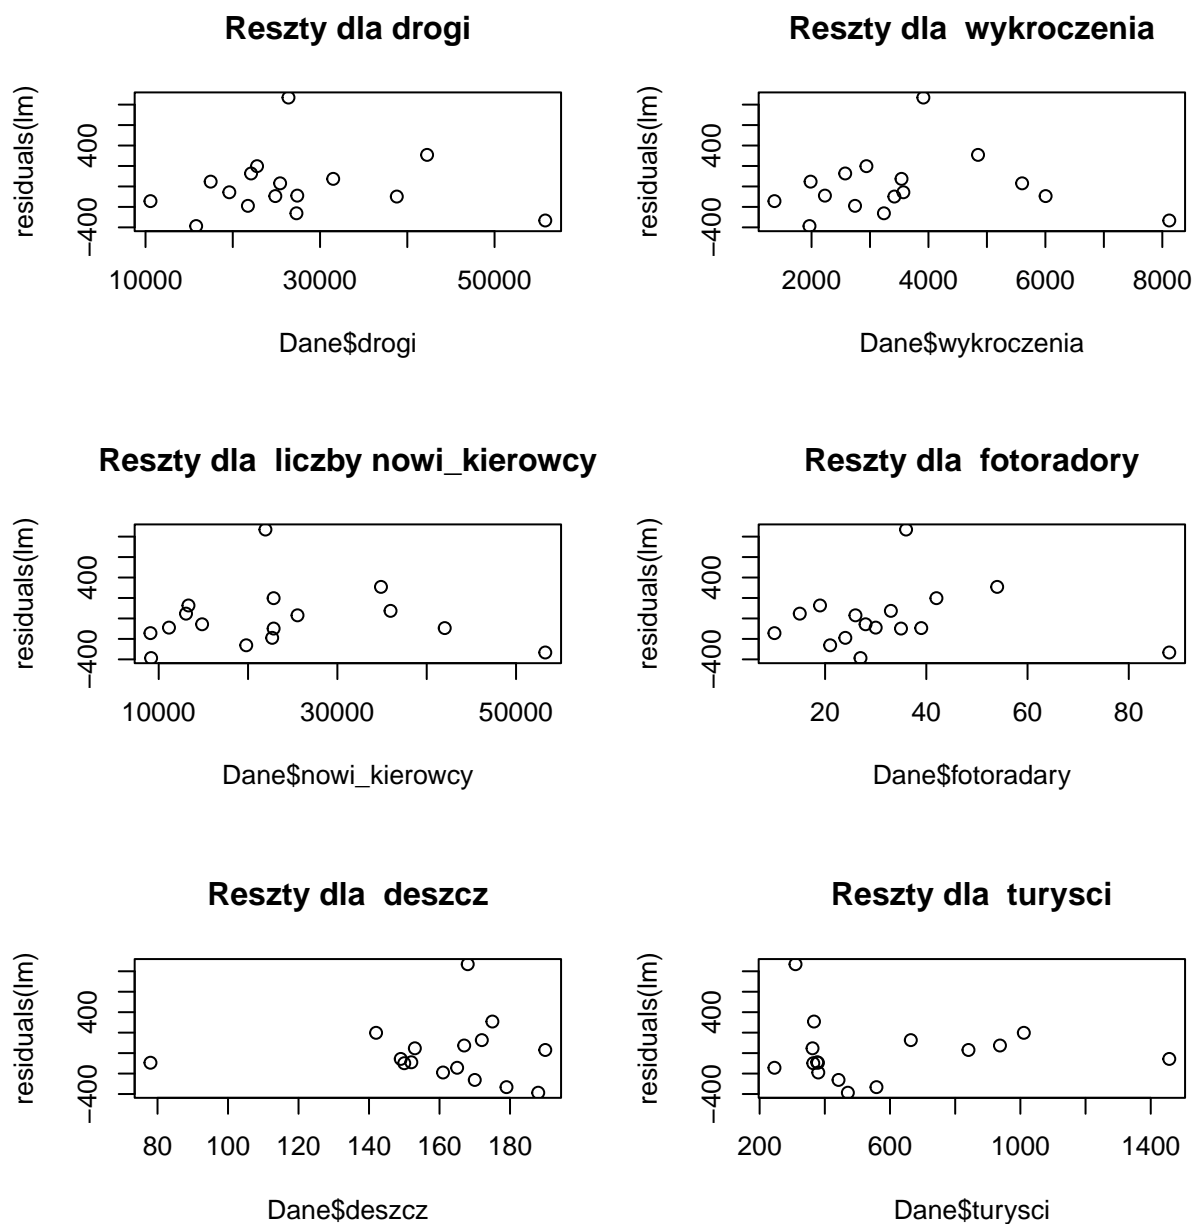 Reszty dla drogi
residuals(lm)
400
−400
10000
30000
50000
Dane$drogi
Reszty dla  wykroczenia
residuals(lm)
400
−400
2000
4000
6000
8000
Dane$wykroczenia
Reszty dla  liczby nowi_kierowcy
residuals(lm)
400
−400
10000
30000
50000
Dane$nowi_kierowcy
Reszty dla  fotoradory
residuals(lm)
400
−400
20
40
60
80
Dane$fotoradary
Reszty dla  deszcz
residuals(lm)
400
−400
80
100
120
140
160
180
Dane$deszcz
Reszty dla  turysci
residuals(lm)
400
−400
200
600
1000
1400
Dane$turysci